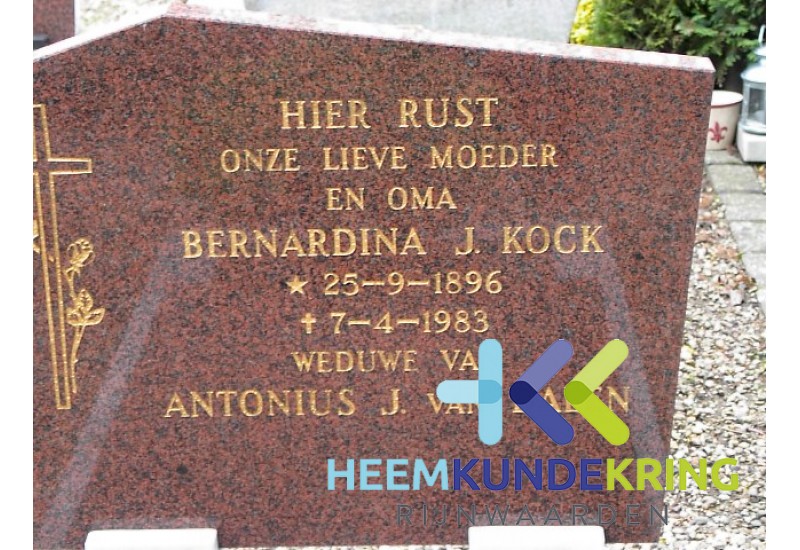 HIER RUST
ONZE LIEVE MOEDER
EN OMA
BERNARDINA J. KOCK
★ 25-9-1896
✝ 7-4-1983
WEDUWE
ANTONIUS J. VAN
HEEMKUNDEKRING
RIJNWAARDEN